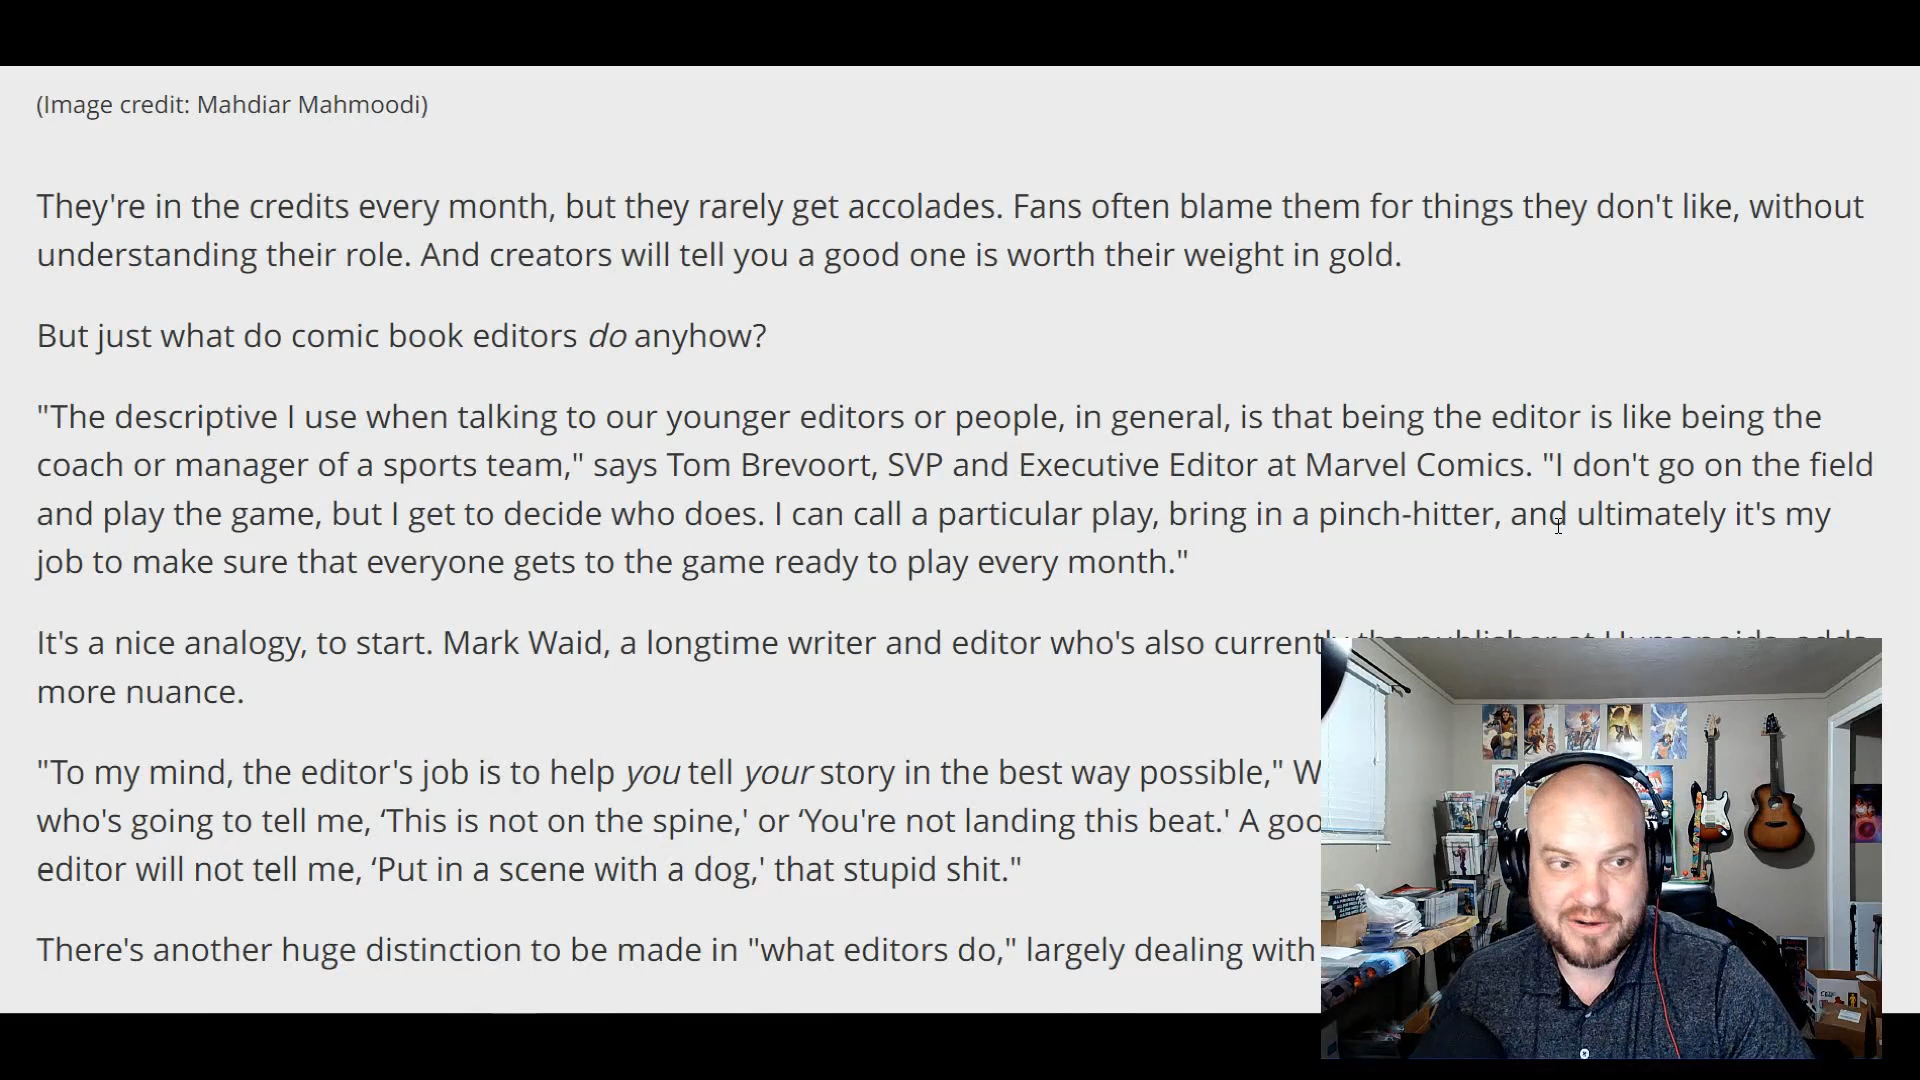 (Image credit: Mahdiar Mahmoodi)
They're in the credits every month, but they rarely get accolades. Fans often blame them for things they don't like, without
understanding their role. And creators will tell you a good one is worth their weight in gold.
But just what do comic book editors do anyhow?
"The descriptive I use when talking to our younger editors or people, in general, is that being the editor is like being the
coach or manager of a sports team," says Tom Brevoort, SVP and Executive Editor at Marvel Comics. "I don't go on the field
and play the game, but I get to decide who does. I can call a particular play, bring in a pinch-hitter, and ultimately it's my
job to make sure that everyone gets to the game ready to play every month."
It's a nice analogy, to start. Mark Waid, a longtime writer and editor who's also currently the publisher at Humanoids, adds
more nuance.
"To my mind, the editor's job is to help you tell your story in the best way possible,"
who's going to tell me, ‘This is not on the spine,' or ‘You're not landing this beat.' A
editor will not tell me, ‘Put in a scene with a dog,' that stupid shit."
There's another huge distinction to be made in "what editors do," largely dealing with